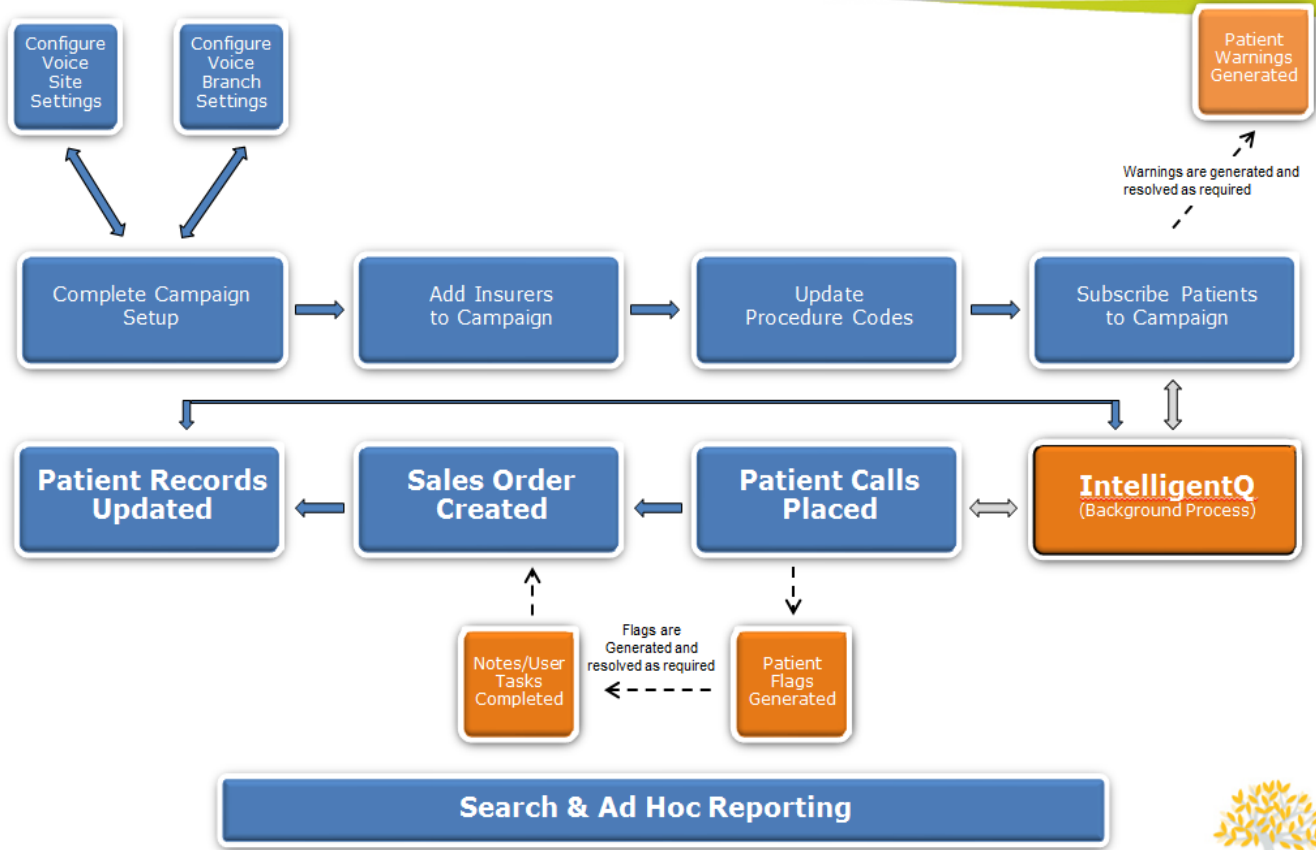 Configure
Voice
Site
Settings
Configure
Voice
Branch
Settings
Patient
Warnings
Generated
Warnings are generated and
resolved as required
Complete Campaign
Setup
Add Insurers
to Campaign
Update
Procedure Codes
Subscribe Patients
to Campaign
Patient Records
Updated
Sales Order
Created
Patient Calls
Placed
IntelligentQ
(Background Process)
Notes/User
Tasks
Completed
Flags are
Generated and
resolved as required
Patient
Flags
Generated
Search & Ad Hoc Reporting